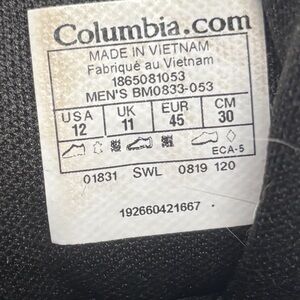 Columbia.com
MADE IN VIETNAM
Fabriqué au Vietnam
1865081053
MEN'S BM0833-053
USA UK EUR CM
12 11 45 30
ECA-5
01831 SWL 0819 120
192660421667